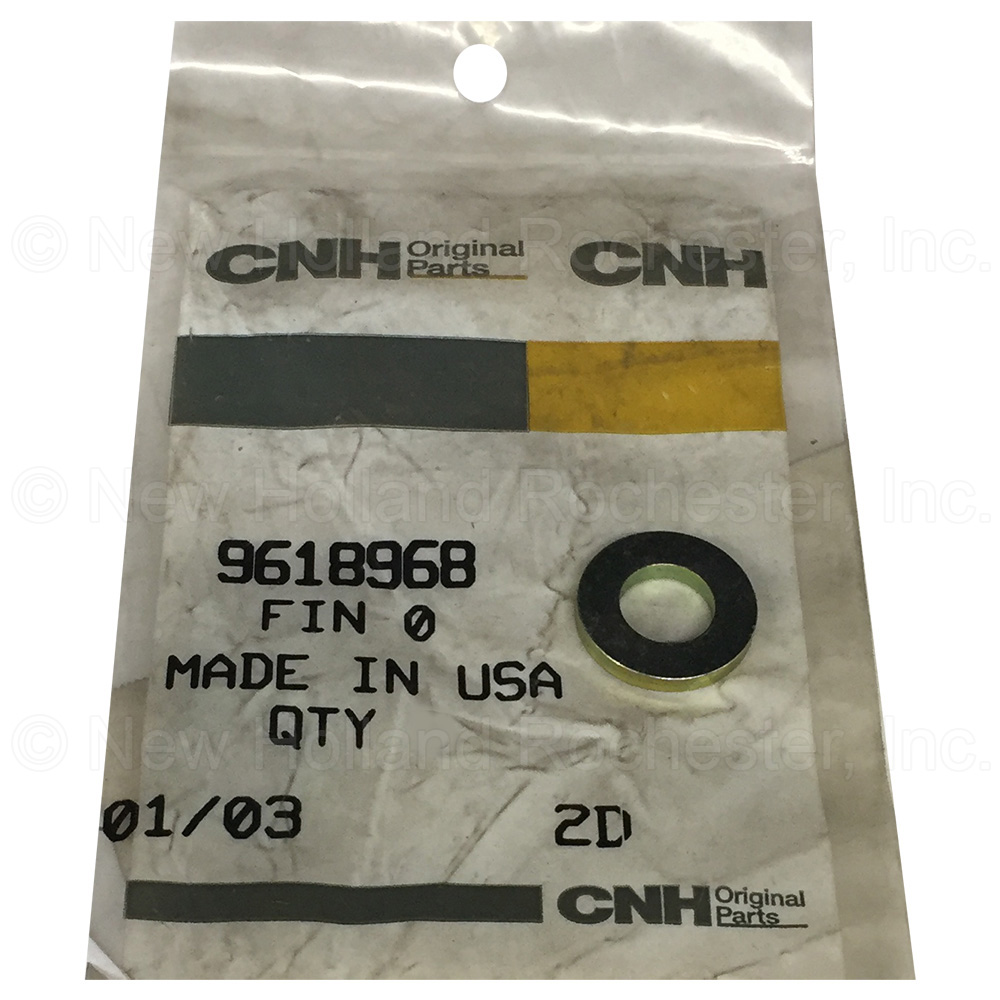 © New Holland Rochester, Inc.
CNH Original Parts CNH
© New Holland Rochester, Inc.
9618968
FIN 0
MADE IN USA
QTY
© New Holland Rochester, Inc.
01/03 2D
CNH Original Parts